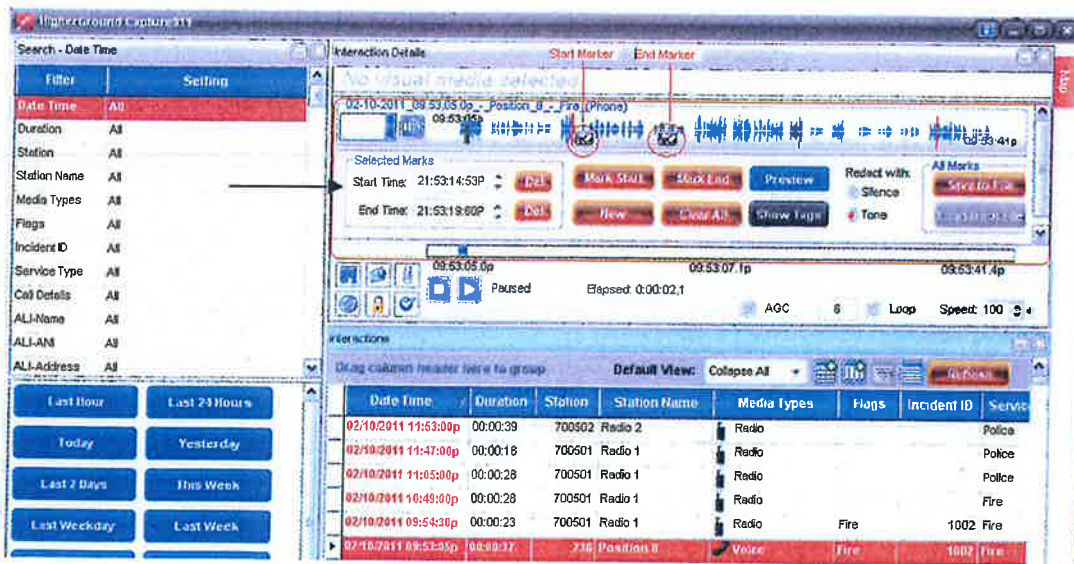 HigherGround Capture911
Search - Date Time
Filter Setting
Date Time All
Duration All
Station All
Station Name All
Media Types All
Flags All
Incident ID All
Service Type All
Call Details All
ALI-Name All
ALI-ANI All
ALI-Address All
Last Hour Last 24 Hours
Today Yesterday
Last 2 Days This Week
Last Weekday Last Week
Interaction Details Start Marker End Marker
Map
No visual media selected
02-10-2011_09.53.05.0p_-_Position_8_-_Fire_(Phone)
09:53:05p
09:53:41p
Selected Marks
Start Time: 21:53:14:53P Del Mark Start Mark End Preview Redact with: All Marks
Silence Save to File
End Time: 21:53:19:60P Del New Clear All Show Tags Tone
09:53:05.0p 09:53:07.1p 09:53:41.4p
Paused Elapsed: 0:00:02.1
AGC 6 Loop Speed: 100
Interactions
Drag column header here to group Default View: Collapse All Refresh
Date Time Duration Station Station Name Media Types Flags Incident ID Service
02/10/2011 11:53:00p 00:00:39 700502 Radio 2 Radio Police
02/10/2011 11:47:00p 00:00:18 700501 Radio 1 Radio Police
02/10/2011 11:05:00p 00:00:28 700501 Radio 1 Radio Police
02/10/2011 10:49:00p 00:00:28 700501 Radio 1 Radio Fire
02/10/2011 09:54:30p 00:00:23 700501 Radio 1 Radio Fire 1002 Fire
02/10/2011 09:53:05p 00:00:37 236 Position 8 Voice Fire 1002 Fire